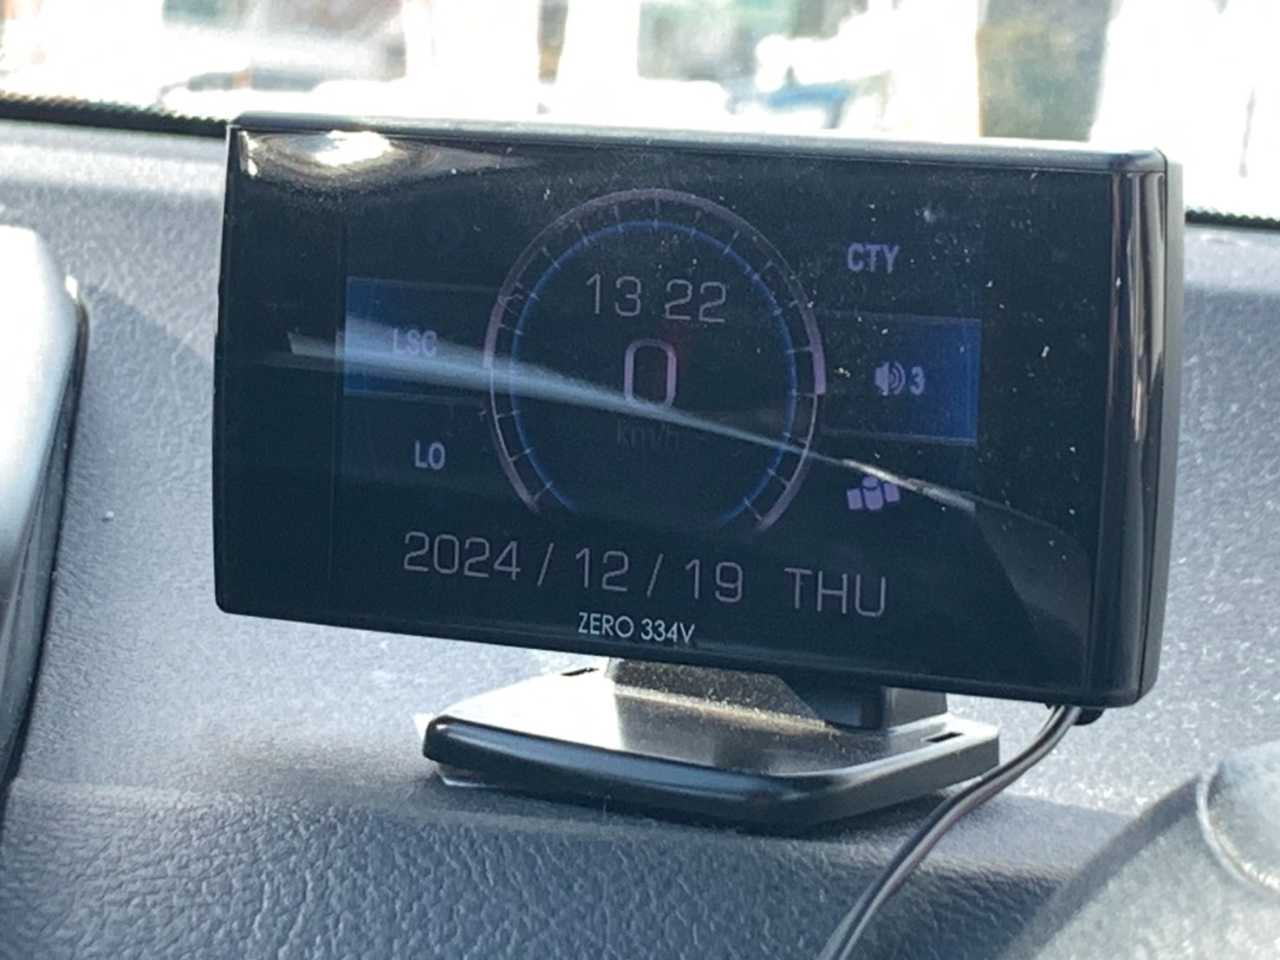 CTY
13 22
LSC
0
3
km/h
LO
2024 / 12 / 19 THU
ZERO 334V